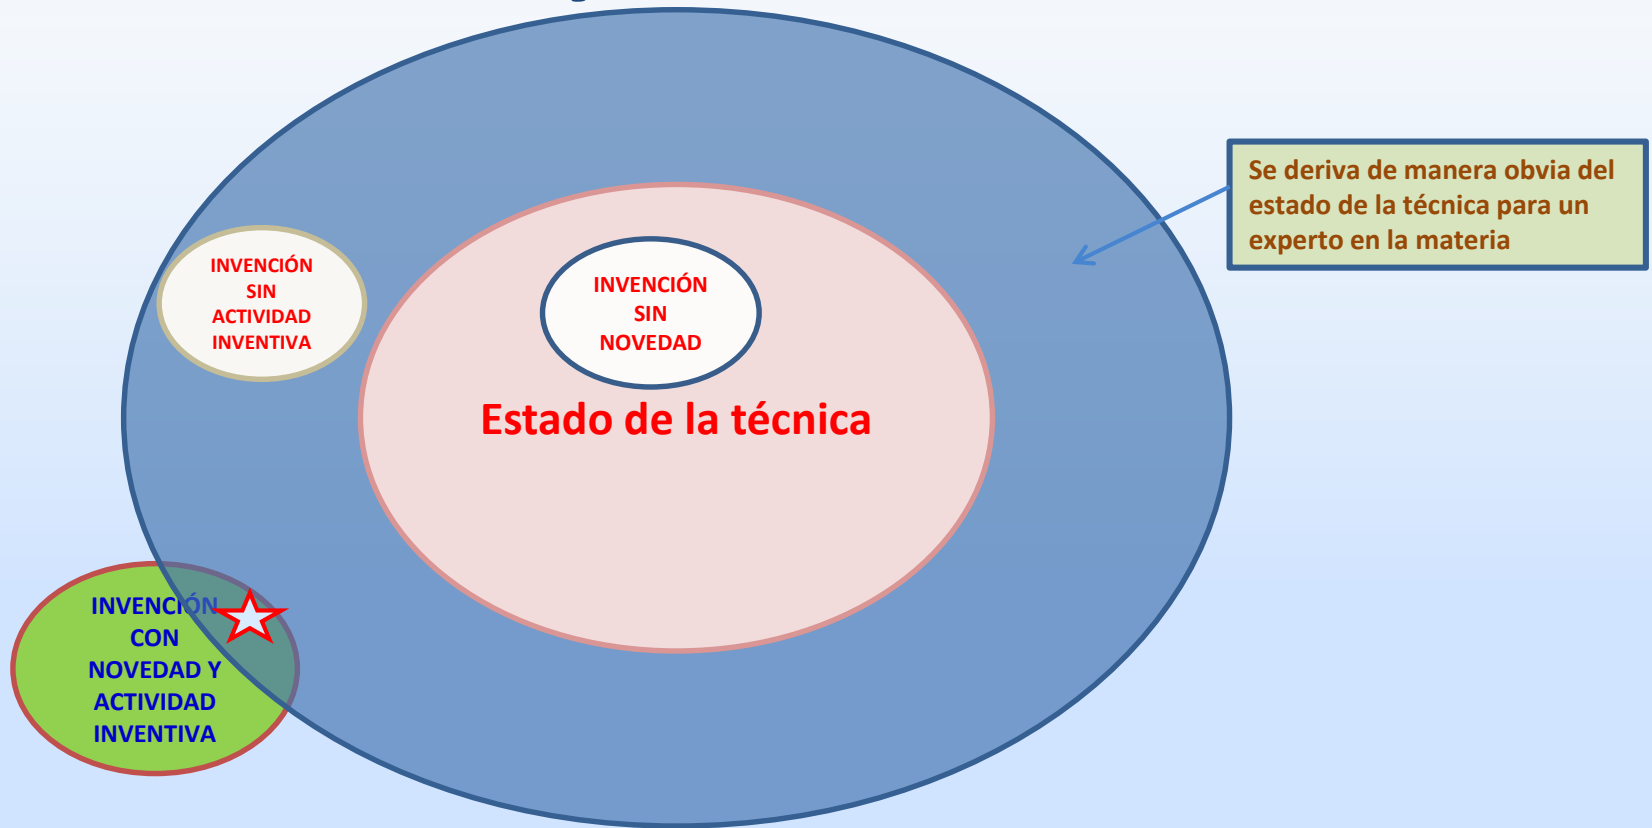 Se deriva de manera obvia del
estado de la técnica para un
experto en la materia
INVENCIÓN
SIN
ACTIVIDAD
INVENTIVA
INVENCIÓN
SIN
NOVEDAD
Estado de la técnica
INVENCIÓN
CON
NOVEDAD Y
ACTIVIDAD
INVENTIVA